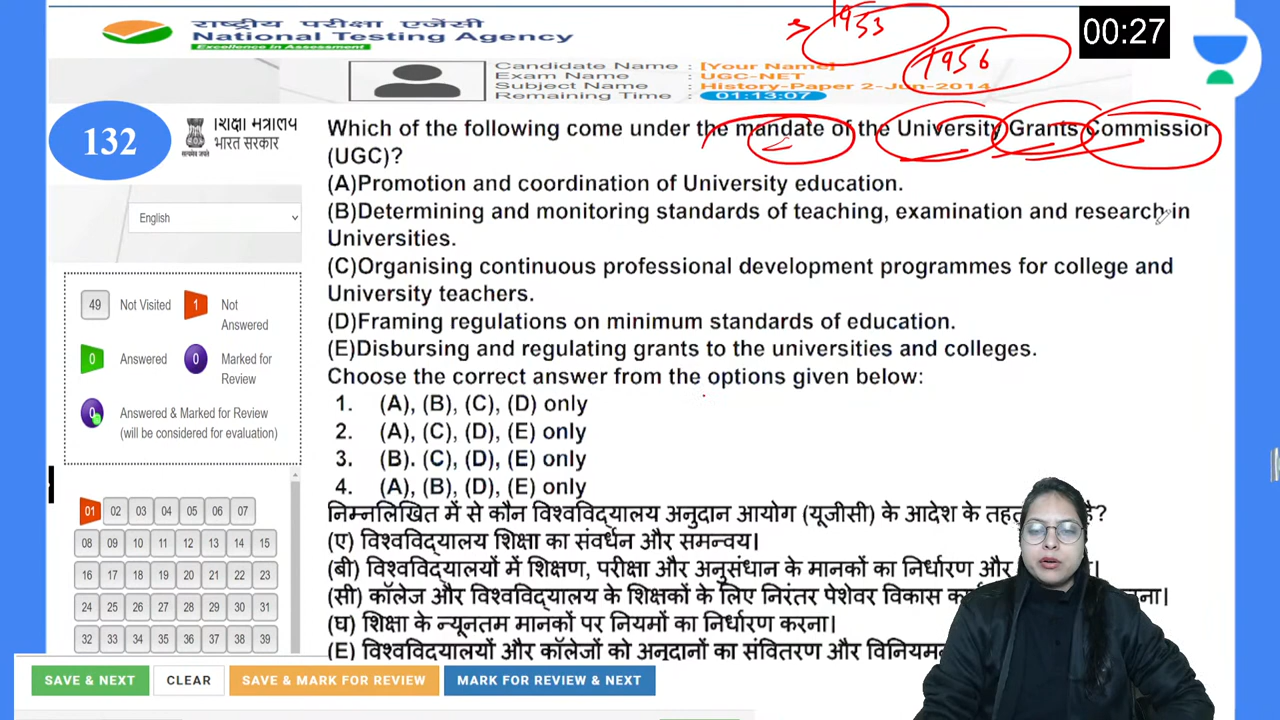 राष्ट्रीय परीक्षा एजेंसी
National Testing Agency
Excellence in Assessment
1953
1956
00:27
Candidate Name : [Your Name]
Exam Name : UGC-NET
Subject Name : History-Paper 2-Jun-2014
Remaining Time : 01:13:07
132
शिक्षा मंत्रालय
भारत सरकार
English
49 Not Visited 1 Not Answered
0 Answered 0 Marked for Review
0 Answered & Marked for Review (will be considered for evaluation)
01 02 03 04 05 06 07
08 09 10 11 12 13 14 15
16 17 18 19 20 21 22 23
24 25 26 27 28 29 30 31
32 33 34 35 36 37 38 39
Which of the following come under the mandate of the University Grants Commission
(UGC)?
(A)Promotion and coordination of University education.
(B)Determining and monitoring standards of teaching, examination and research in
Universities.
(C)Organising continuous professional development programmes for college and
University teachers.
(D)Framing regulations on minimum standards of education.
(E)Disbursing and regulating grants to the universities and colleges.
Choose the correct answer from the options given below:
1. (A), (B), (C), (D) only
2. (A), (C), (D), (E) only
3. (B). (C), (D), (E) only
4. (A), (B), (D), (E) only
निम्नलिखित में से कौन विश्वविद्यालय अनुदान आयोग (यूजीसी) के आदेश के तहत है?
(ए) विश्वविद्यालय शिक्षा का संवर्धन और समन्वय।
(बी) विश्वविद्यालयों में शिक्षण, परीक्षा और अनुसंधान के मानकों का निर्धारण और
(सी) कॉलेज और विश्वविद्यालय के शिक्षकों के लिए निरंतर पेशेवर विकास
(घ) शिक्षा के न्यूनतम मानकों पर नियमों का निर्धारण करना।
(E) विश्वविद्यालयों और कॉलेजों को अनुदानों का संवितरण और
SAVE & NEXT CLEAR SAVE & MARK FOR REVIEW MARK FOR REVIEW & NEXT